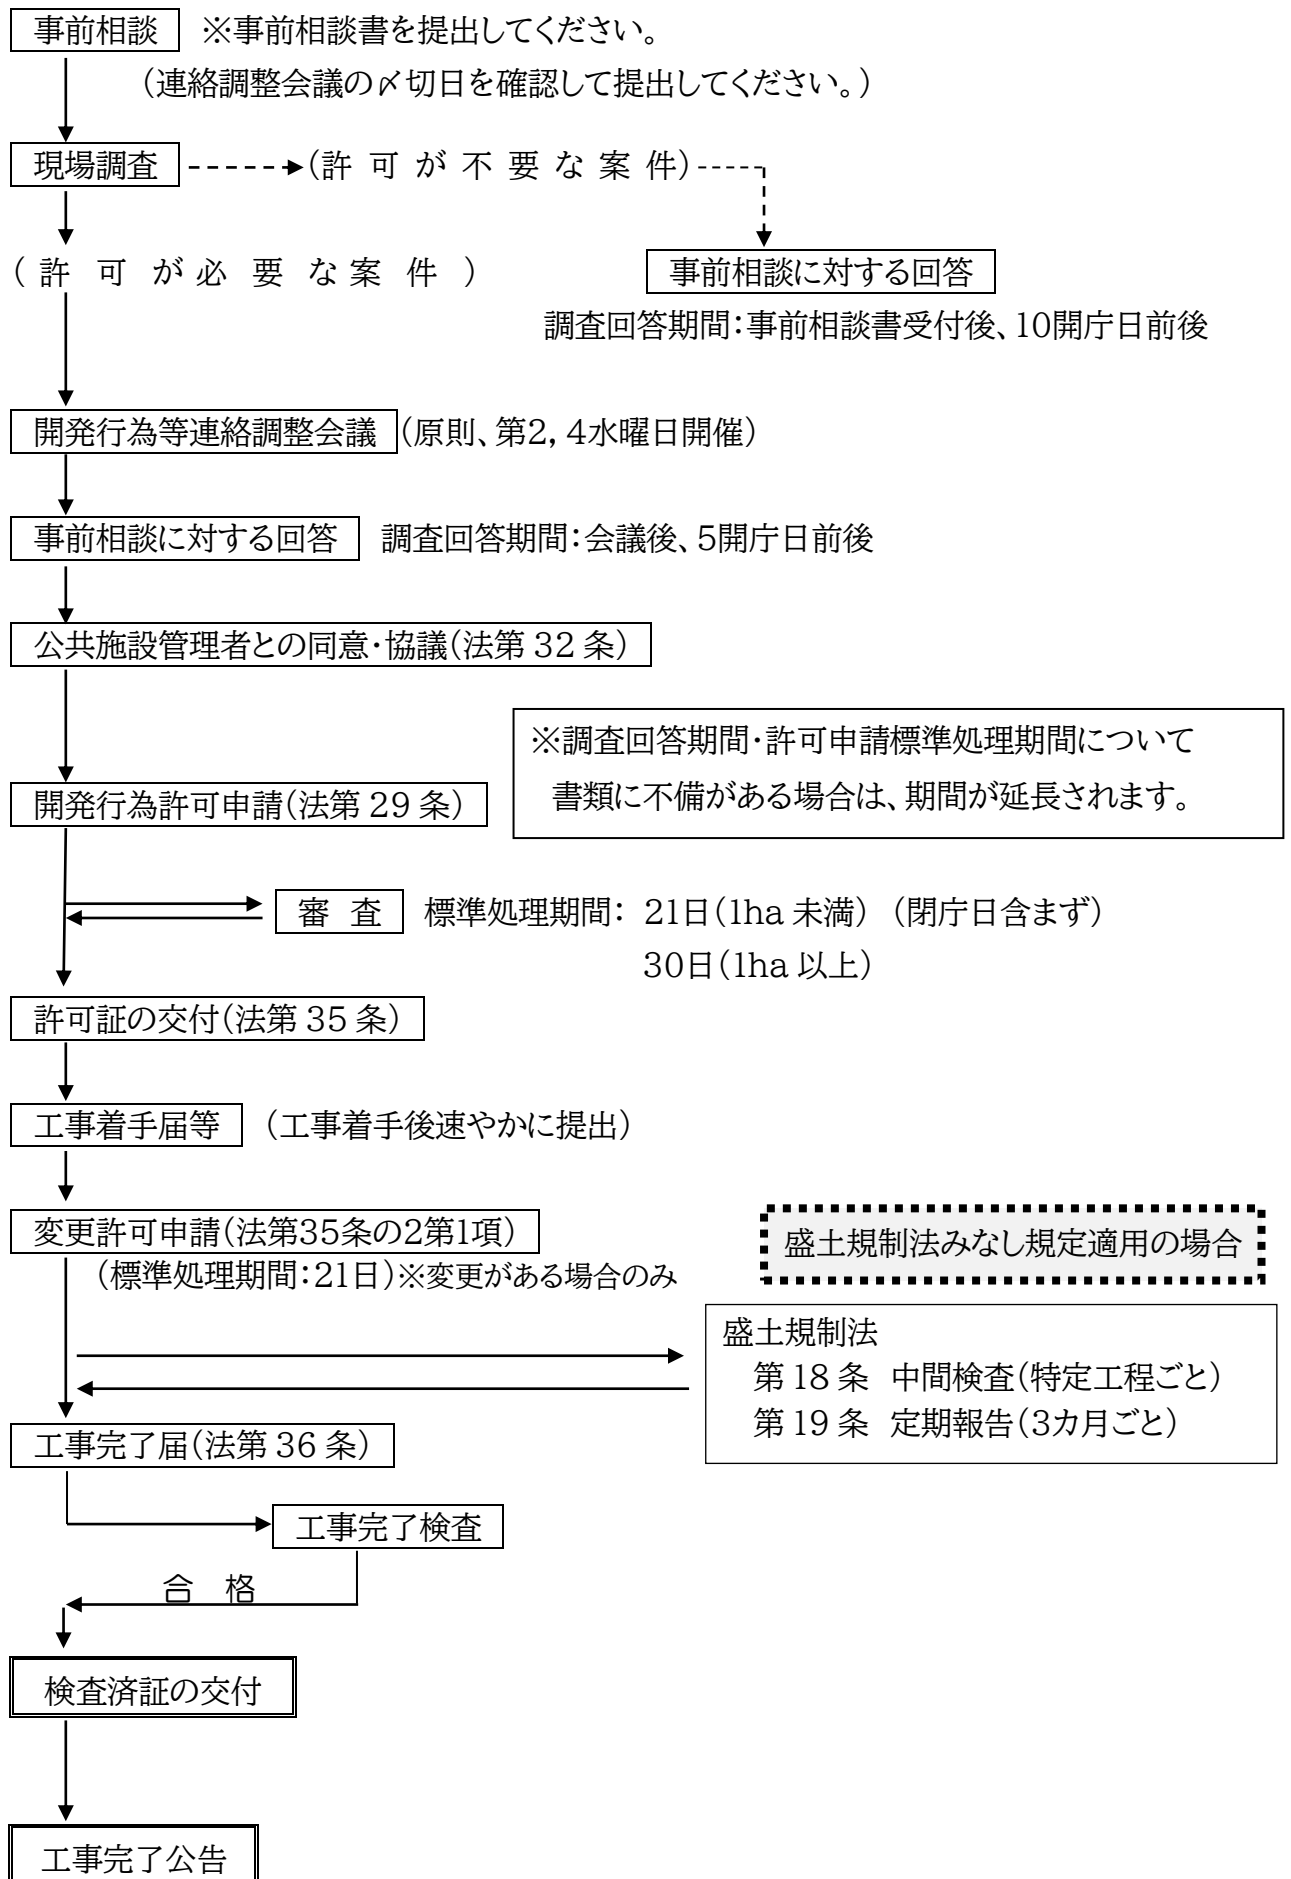 事前相談 ※事前相談書を提出してください。
（連絡調整会議の〆切日を確認して提出してください。）
現場調査 （許可が不要な案件）
（許可が必要な案件）
事前相談に対する回答
調査回答期間：事前相談書受付後、10開庁日前後
開発行為等連絡調整会議（原則、第2，4水曜日開催）
事前相談に対する回答 調査回答期間：会議後、5開庁日前後
公共施設管理者との同意・協議（法第 32 条）
※調査回答期間・許可申請標準処理期間について
書類に不備がある場合は、期間が延長されます。
開発行為許可申請（法第 29 条）
審 査 標準処理期間： 21日（1ha 未満）（閉庁日含まず）
30日（1ha 以上）
許可証の交付（法第 35 条）
工事着手届等 （工事着手後速やかに提出）
変更許可申請（法第35条の2第1項）
（標準処理期間：21日）※変更がある場合のみ
盛土規制法みなし規定適用の場合
盛土規制法
第 18 条 中間検査（特定工程ごと）
第 19 条 定期報告（3カ月ごと）
工事完了届（法第 36 条）
工事完了検査
合 格
検査済証の交付
工事完了公告